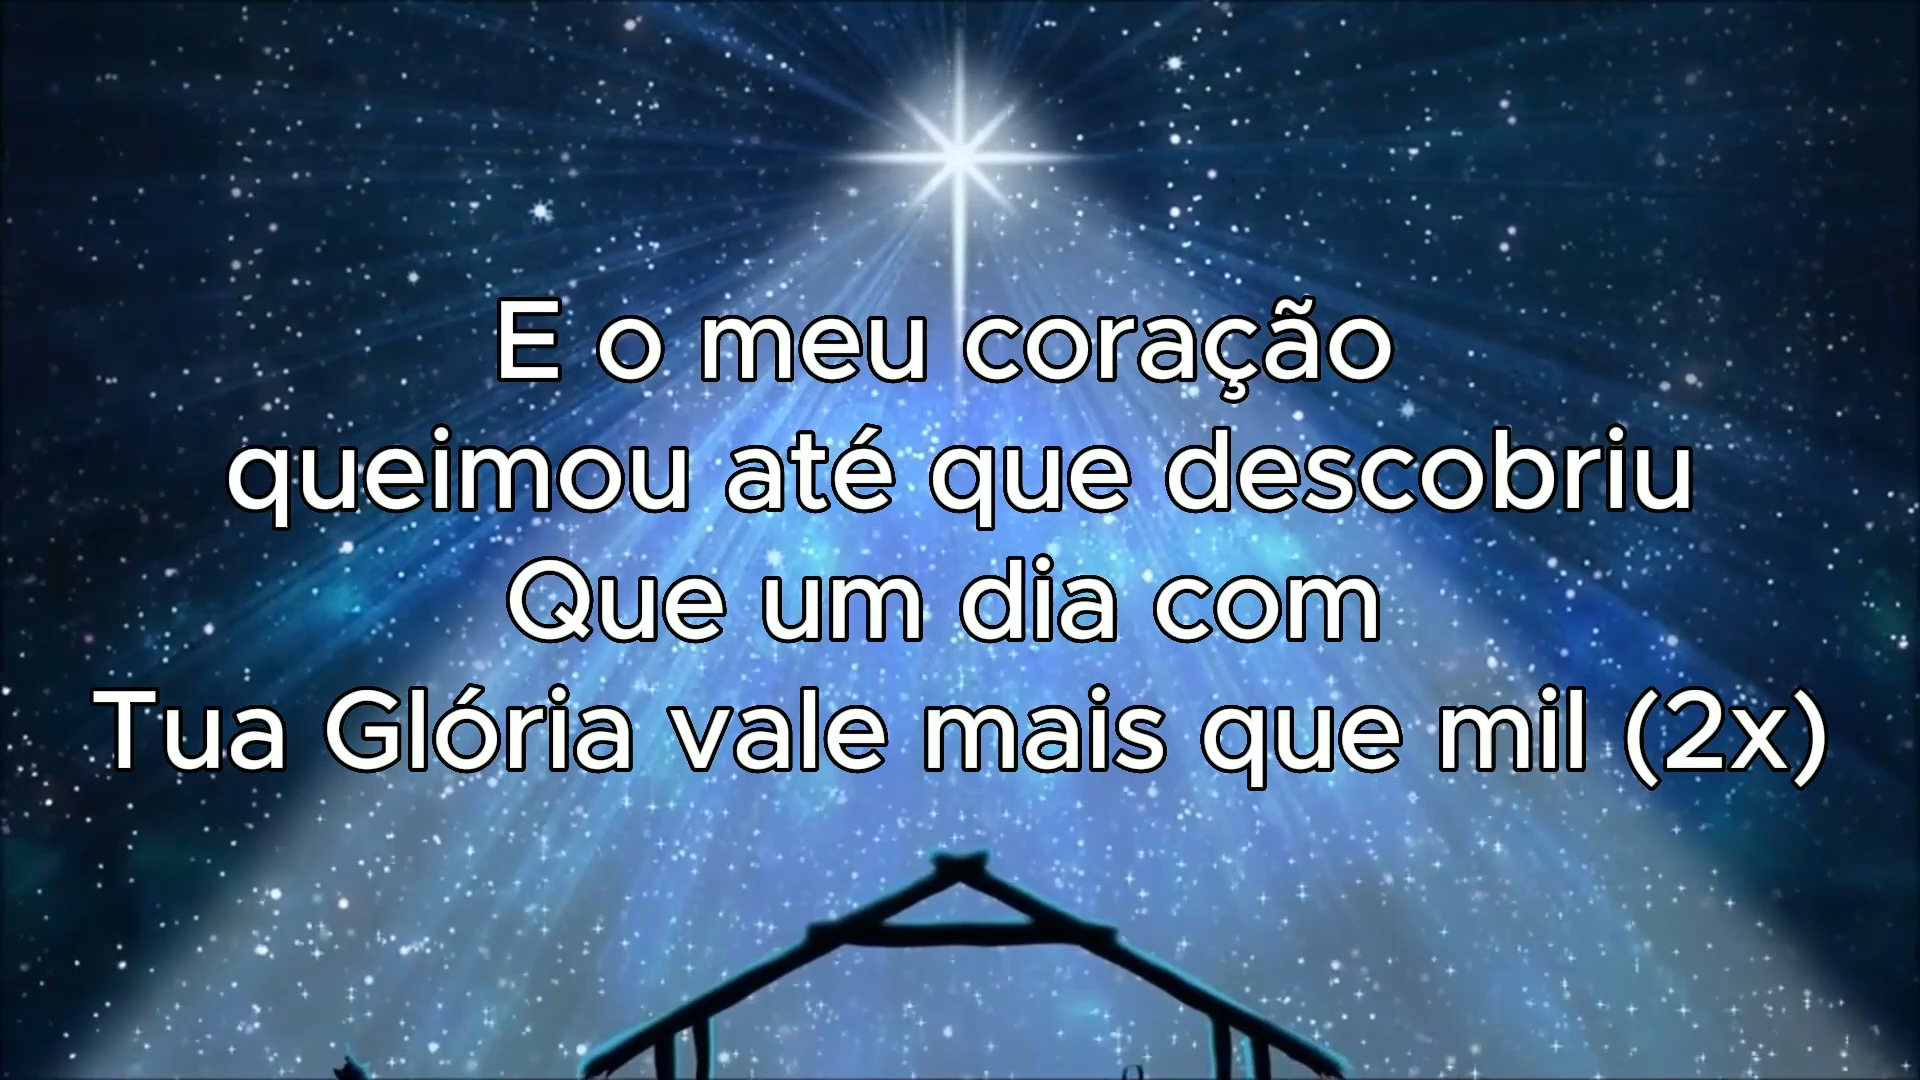 E o meu coração
queimou até que descobriu
Que um dia com
Tua Glória vale mais que mil (2x)